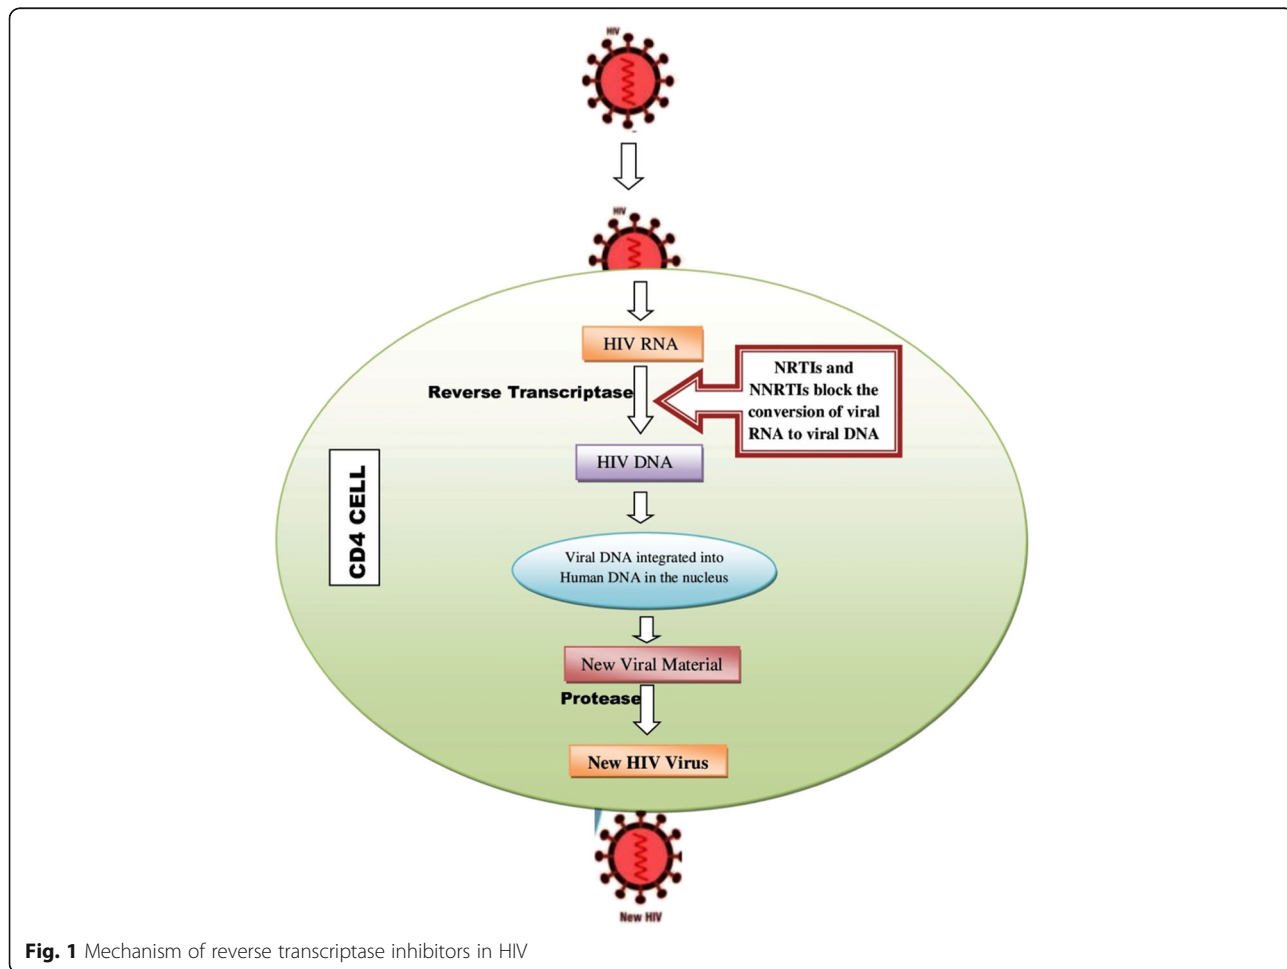 HIV
HIV
HIV RNA
Reverse Transcriptase
NRTIs and
NNRTIs block the
conversion of viral
RNA to viral DNA
HIV DNA
CD4 CELL
Viral DNA integrated into
Human DNA in the nucleus
New Viral Material
Protease
New HIV Virus
New HIV
Fig. 1 Mechanism of reverse transcriptase inhibitors in HIV